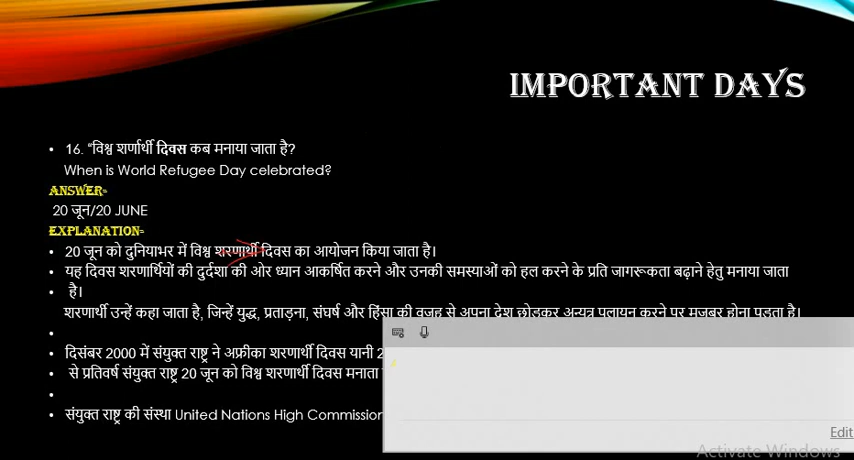 IMPORTANT DAYS
• 16. “विश्व शर्णार्थी दिवस कब मनाया जाता है?
When is World Refugee Day celebrated?
ANSWER-
20 जून/20 JUNE
EXPLANATION-
• 20 जून को दुनियाभर में विश्व शरणार्थी दिवस का आयोजन किया जाता है।
• यह दिवस शरणार्थियों की दुर्दशा की ओर ध्यान आकर्षित करने और उनकी समस्याओं को हल करने के प्रति जागरूकता बढ़ाने हेतु मनाया जाता
• है।
शरणार्थी उन्हें कहा जाता है, जिन्हें युद्ध, प्रताड़ना, संघर्ष और हिंसा की वजह से अपना देश छोड़कर अन्यत्र पलायन करने पर मजबूर होना पड़ता है।
• दिसंबर 2000 में संयुक्त राष्ट्र ने अफ्रीका शरणार्थी दिवस यानी 2
• से प्रतिवर्ष संयुक्त राष्ट्र 20 जून को विश्व शरणार्थी दिवस मनाता
• संयुक्त राष्ट्र की संस्था United Nations High Commission
Edit
Activate Windows